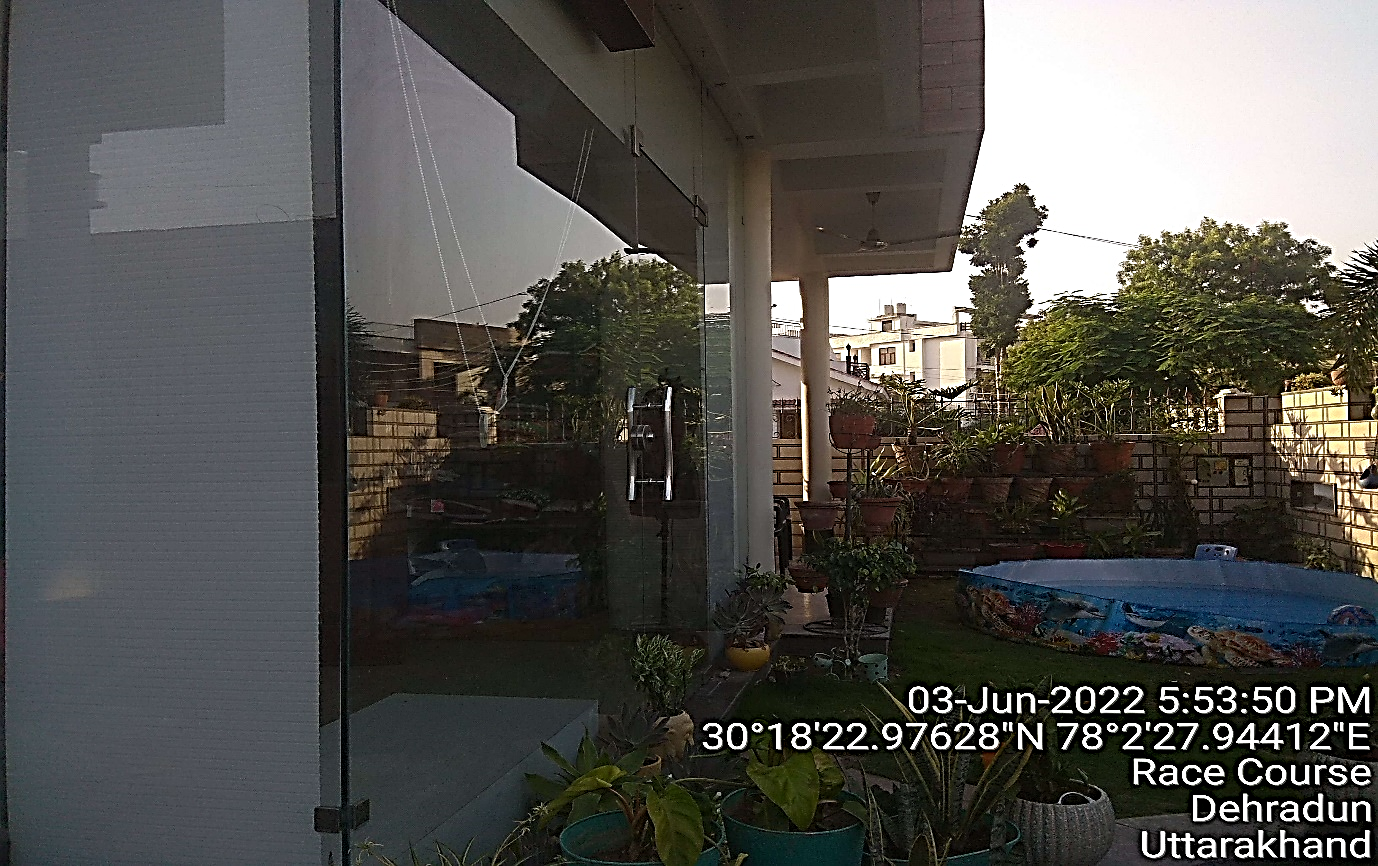 03-Jun-2022 5:53:50 PM
30°18'22.97628"N 78°2'27.94412"E
Race Course
Dehradun
Uttarakhand